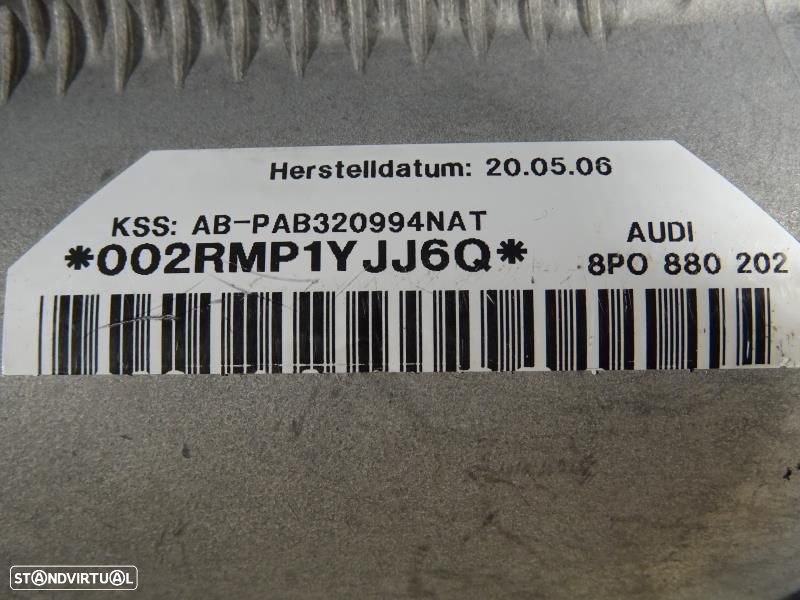 Herstelldatum: 20.05.06
KSS: AB-PAB320994NAT
*002RMP1YJJ6Q*
AUDI
8P0 880 202
STANDVIRTUAL